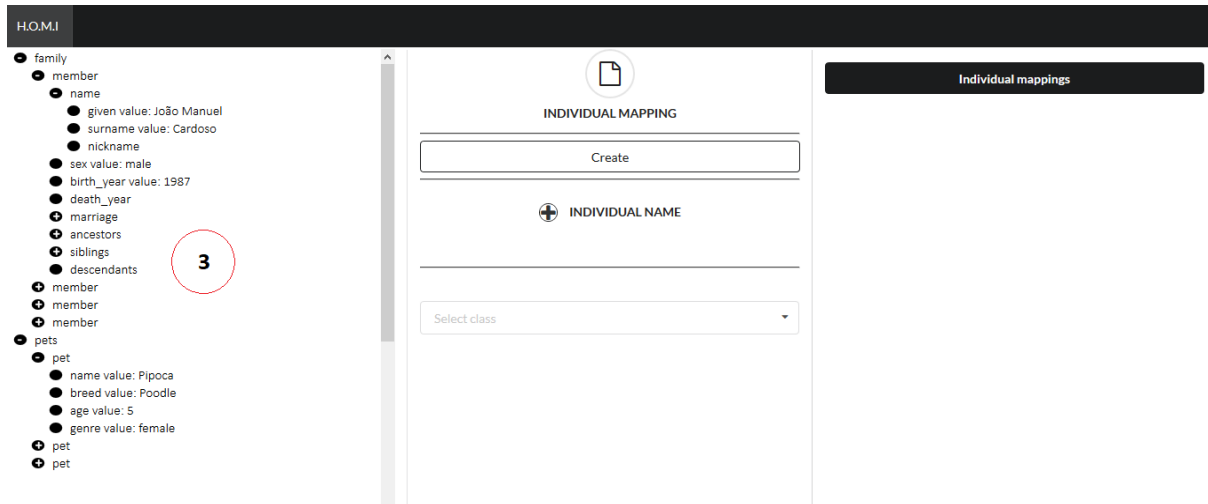 H.O.M.I
family
member
name
given value: João Manuel
surname value: Cardoso
nickname
sex value: male
birth_year value: 1987
death_year
marriage
ancestors
siblings
descendants
3
member
member
member
pets
pet
name value: Pipoca
breed value: Poodle
age value: 5
genre value: female
pet
pet
INDIVIDUAL MAPPING
Create
INDIVIDUAL NAME
Select class
Individual mappings